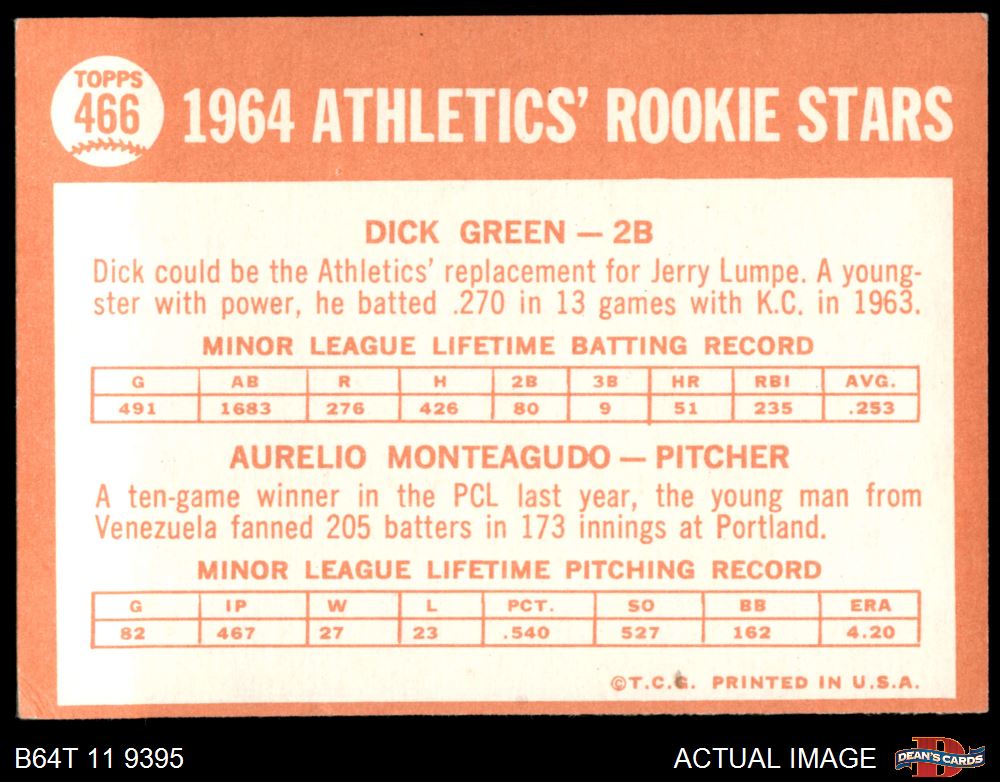 TOPPS
466
1964 ATHLETICS' ROOKIE STARS
DICK GREEN — 2B
Dick could be the Athletics' replacement for Jerry Lumpe. A young-
ster with power, he batted .270 in 13 games with K.C. in 1963.
MINOR LEAGUE LIFETIME BATTING RECORD
G AB R H 2B 3B HR RBI AVG.
491 1683 276 426 80 9 51 235 .253
AURELIO MONTEAGUDO — PITCHER
A ten-game winner in the PCL last year, the young man from
Venezuela fanned 205 batters in 173 innings at Portland.
MINOR LEAGUE LIFETIME PITCHING RECORD
G IP W L PCT. SO BB ERA
82 467 27 23 .540 527 162 4.20
©T.C.G. PRINTED IN U.S.A.
B64T 11 9395 ACTUAL IMAGE D DEAN'S CARDS